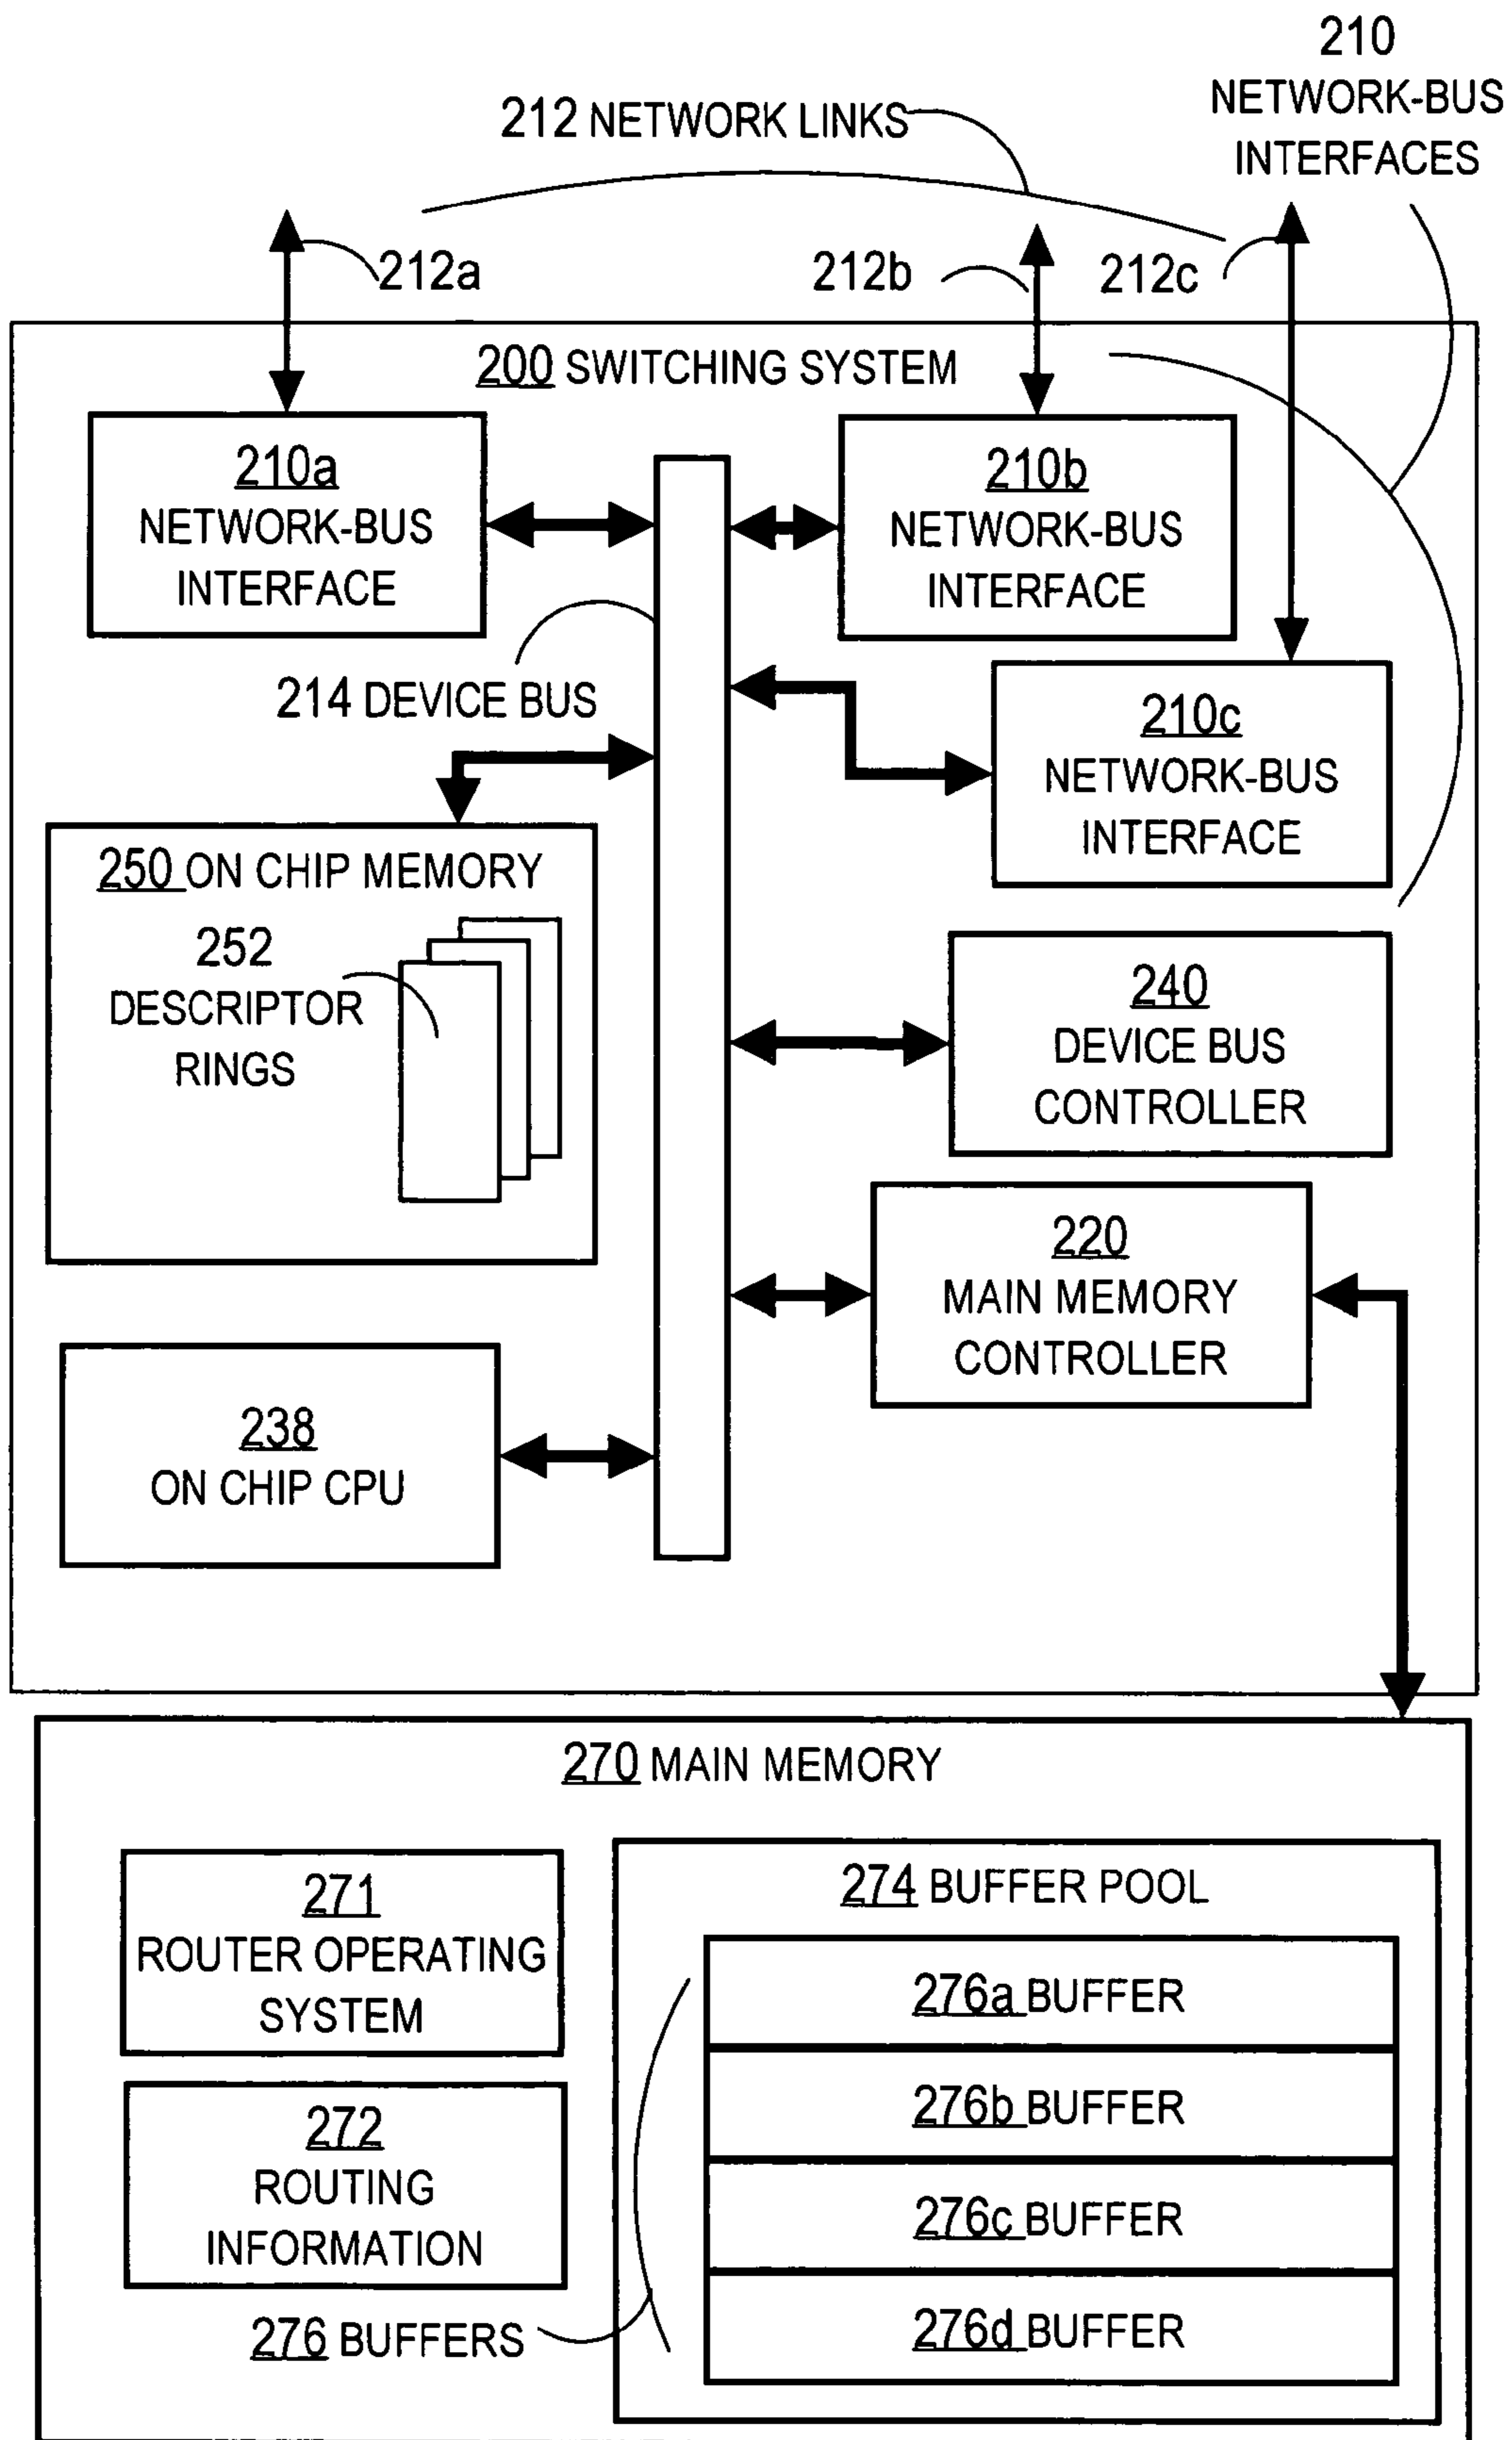 210
NETWORK-BUS
INTERFACES
212 NETWORK LINKS
212a
212b
212c
200 SWITCHING SYSTEM
210a
NETWORK-BUS
INTERFACE
210b
NETWORK-BUS
INTERFACE
214 DEVICE BUS
210c
NETWORK-BUS
INTERFACE
250 ON CHIP MEMORY
252
DESCRIPTOR
RINGS
240
DEVICE BUS
CONTROLLER
220
MAIN MEMORY
CONTROLLER
238
ON CHIP CPU
270 MAIN MEMORY
271
ROUTER OPERATING
SYSTEM
272
ROUTING
INFORMATION
276 BUFFERS
274 BUFFER POOL
276a BUFFER
276b BUFFER
276c BUFFER
276d BUFFER